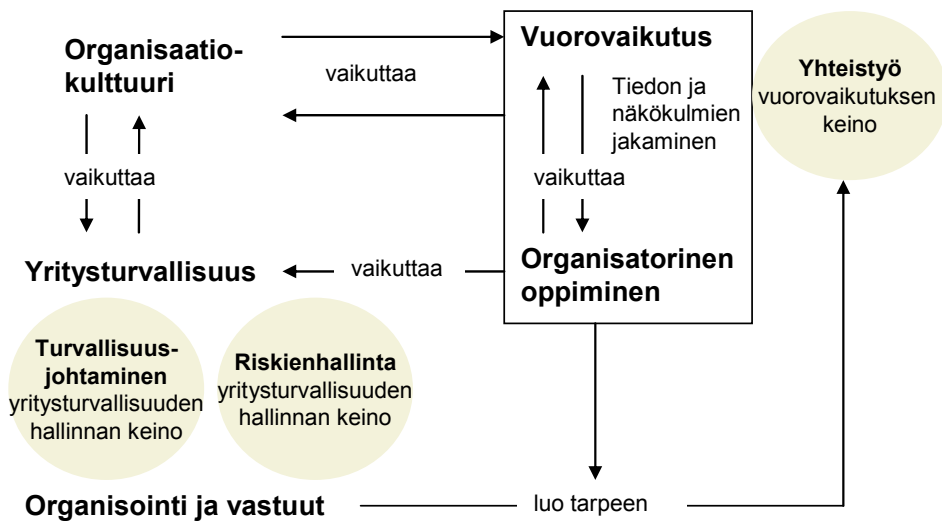 Organisaatio-
kulttuuri
vaikuttaa
Vuorovaikutus
Tiedon ja
näkökulmien
jakaminen
vaikuttaa
Organisatorinen
oppiminen
Yhteistyö
vuorovaikutuksen
keino
vaikuttaa
Yritysturvallisuus
vaikuttaa
Turvallisuus-
johtaminen
yritysturvallisuuden
hallinnan keino
Riskienhallinta
yritysturvallisuuden
hallinnan keino
Organisointi ja vastuut
luo tarpeen